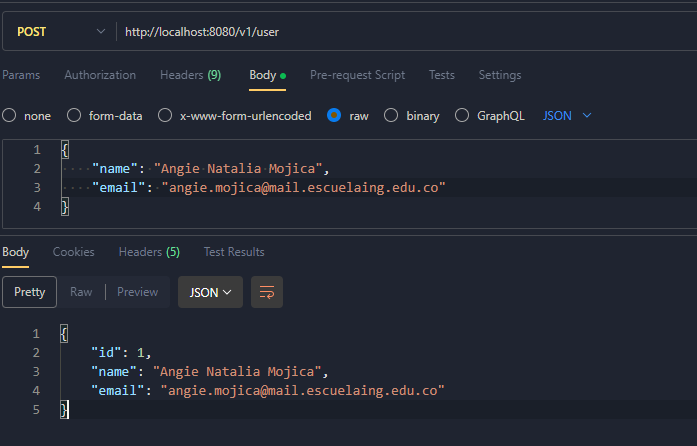 POST http://localhost:8080/v1/user
Params Authorization Headers (9) Body Pre-request Script Tests Settings
none form-data x-www-form-urlencoded raw binary GraphQL JSON
1 {
2 "name": "Angie Natalia Mojica",
3 "email": "angie.mojica@mail.escuelaing.edu.co"
4 }
Body Cookies Headers (5) Test Results
Pretty Raw Preview JSON
1 {
2 "id": 1,
3 "name": "Angie Natalia Mojica",
4 "email": "angie.mojica@mail.escuelaing.edu.co"
5 }